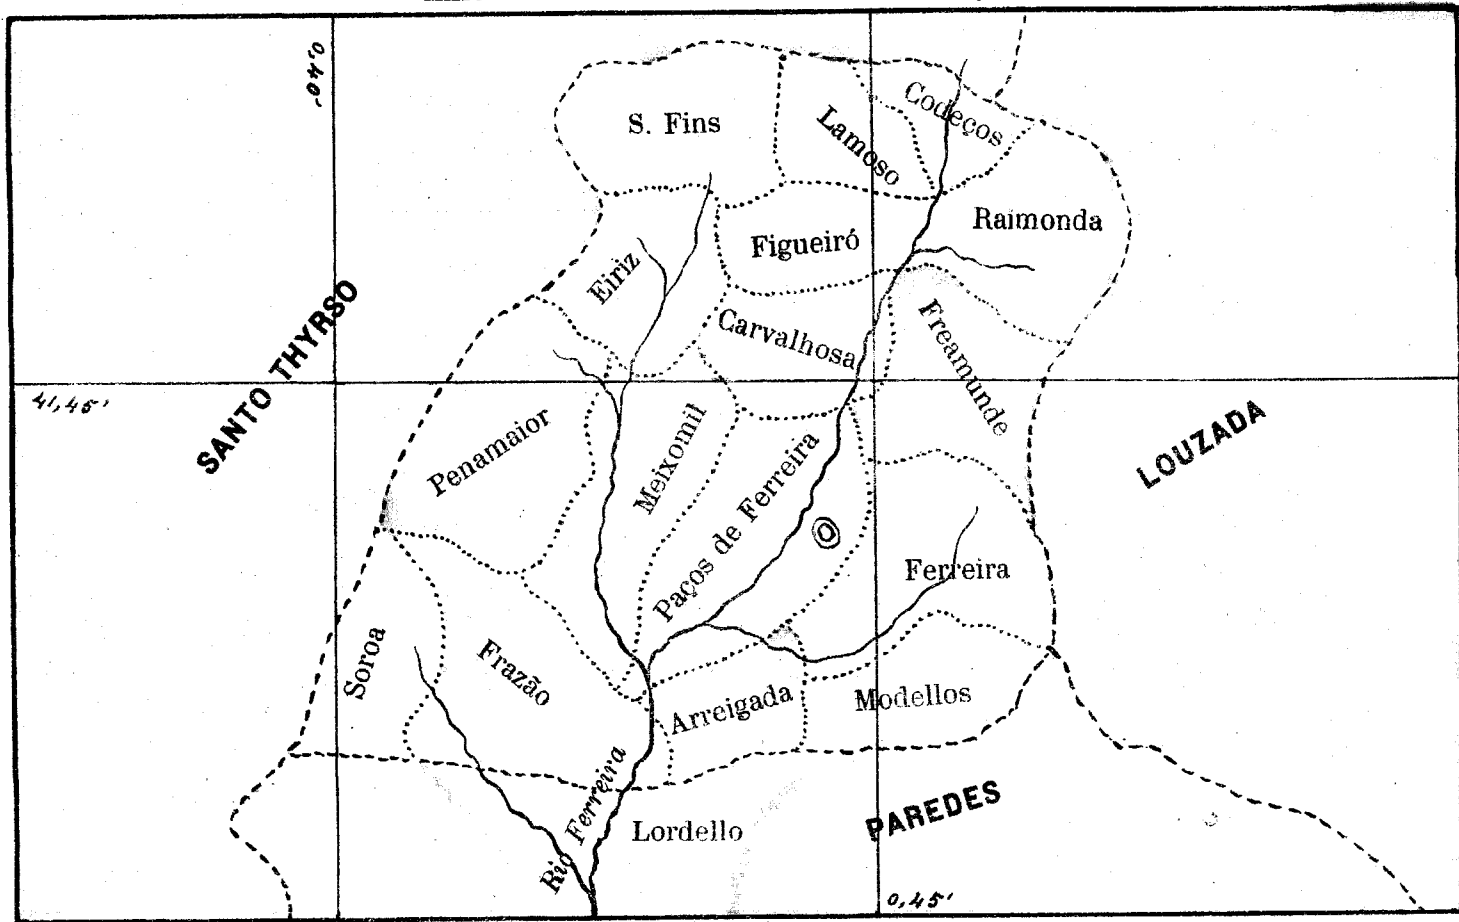 0,40'
S. Fins
Lamoso
Codeços
Raimonda
Figueiró
Eiriz
SANTO THYRSO
Carvalhosa
Freamunde
41,45'
Penamaior
Meixomil
Paços de Ferreira
LOUZADA
Ferreira
Soroa
Frazão
Arreigada
Modellos
Rio Ferreira
Lordello
PAREDES
0,45'